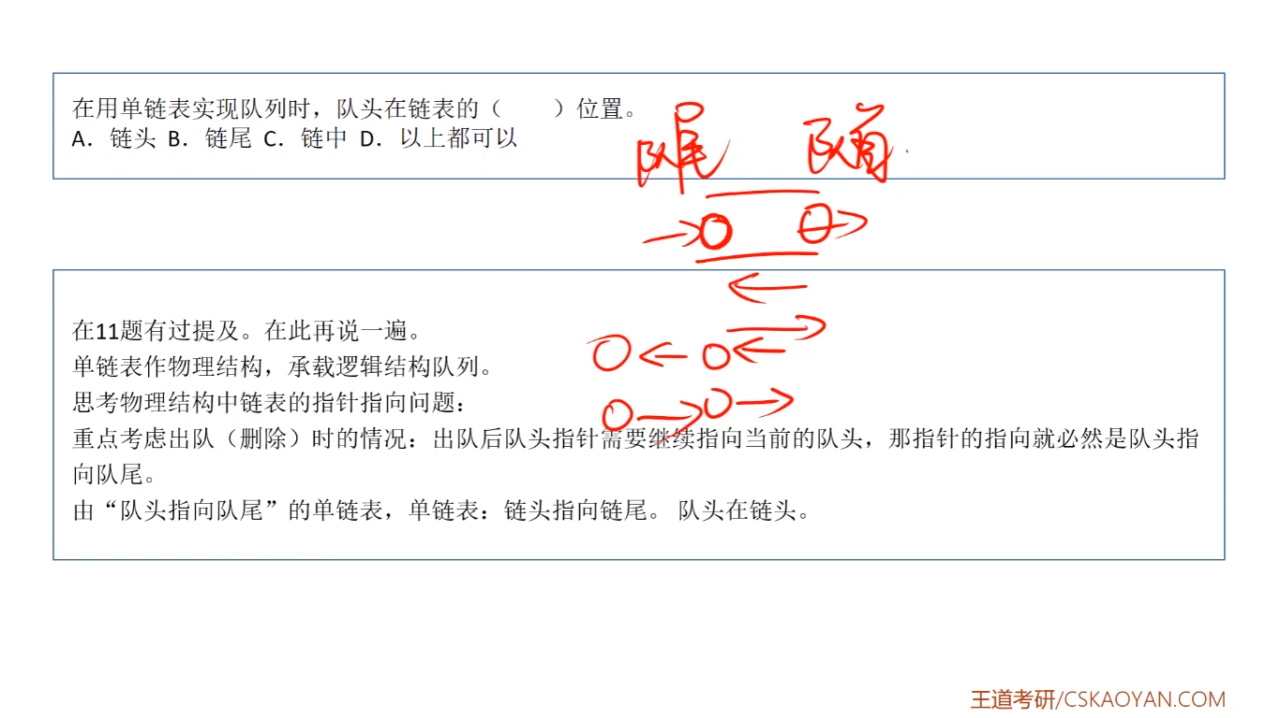 在用单链表实现队列时，队头在链表的（　　）位置。
A．链头 B．链尾 C．链中 D．以上都可以
队尾 队首
在11题有过提及。在此再说一遍。
单链表作物理结构，承载逻辑结构队列。
思考物理结构中链表的指针指向问题：
重点考虑出队（删除）时的情况：出队后队头指针需要继续指向当前的队头，那指针的指向就必然是队头指
向队尾。
由“队头指向队尾”的单链表，单链表：链头指向链尾。 队头在链头。
王道考研/CSKAOYAN.COM